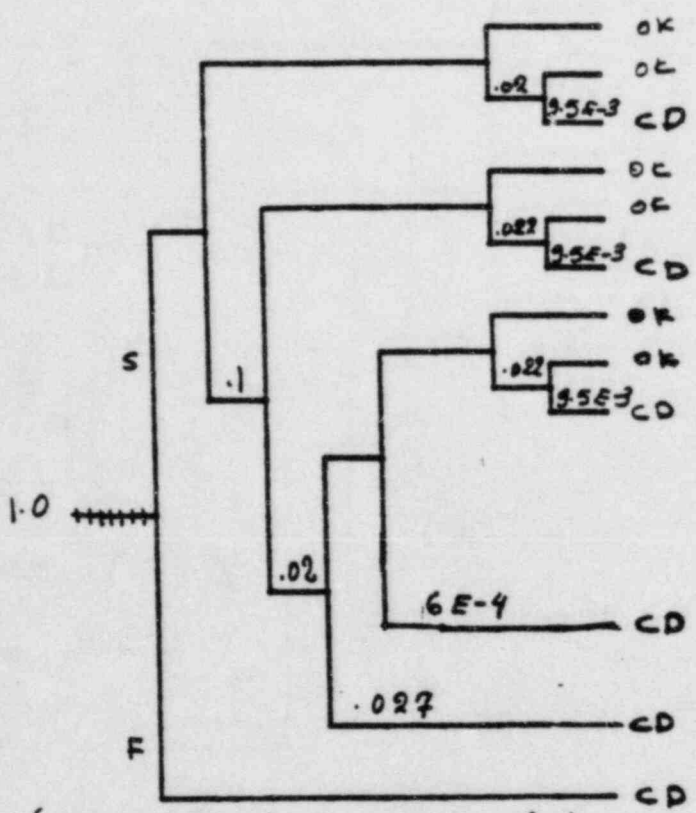 OK
.02 OK
9.5E-3 CD
OK
.022 OK
9.5E-3 CD
OK
S .022 OK
.1 9.5E-3 CD
1.0
.02
6E-4 CD
.027 CD
F
CD